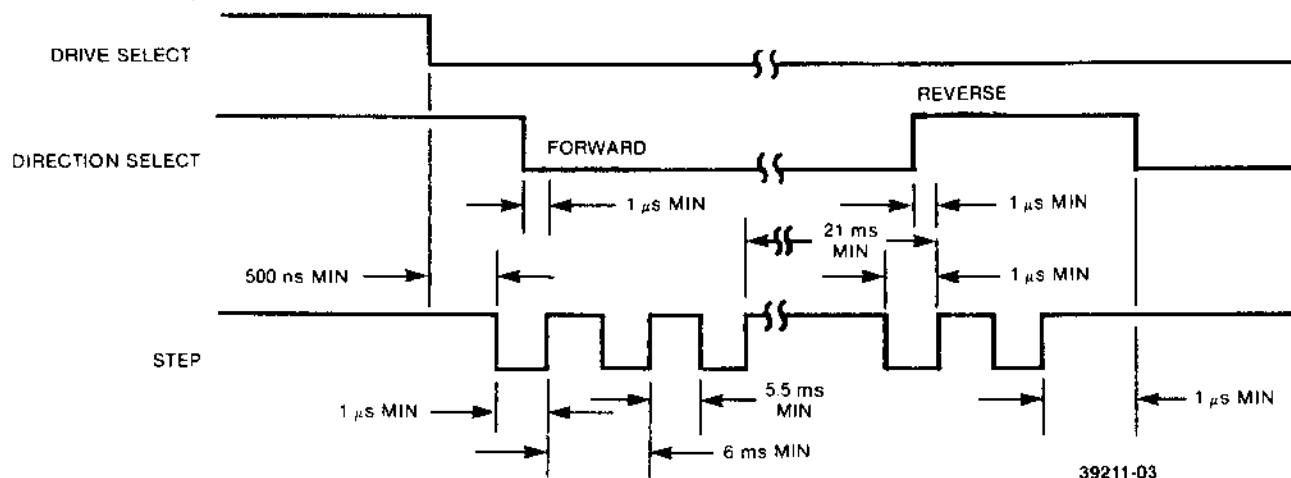 DRIVE SELECT
REVERSE
DIRECTION SELECT
FORWARD
1 μs MIN
1 μs MIN
21 ms
MIN
500 ns MIN
1 μs MIN
STEP
1 μs MIN
5.5 ms
MIN
1 μs MIN
6 ms MIN
39211-03